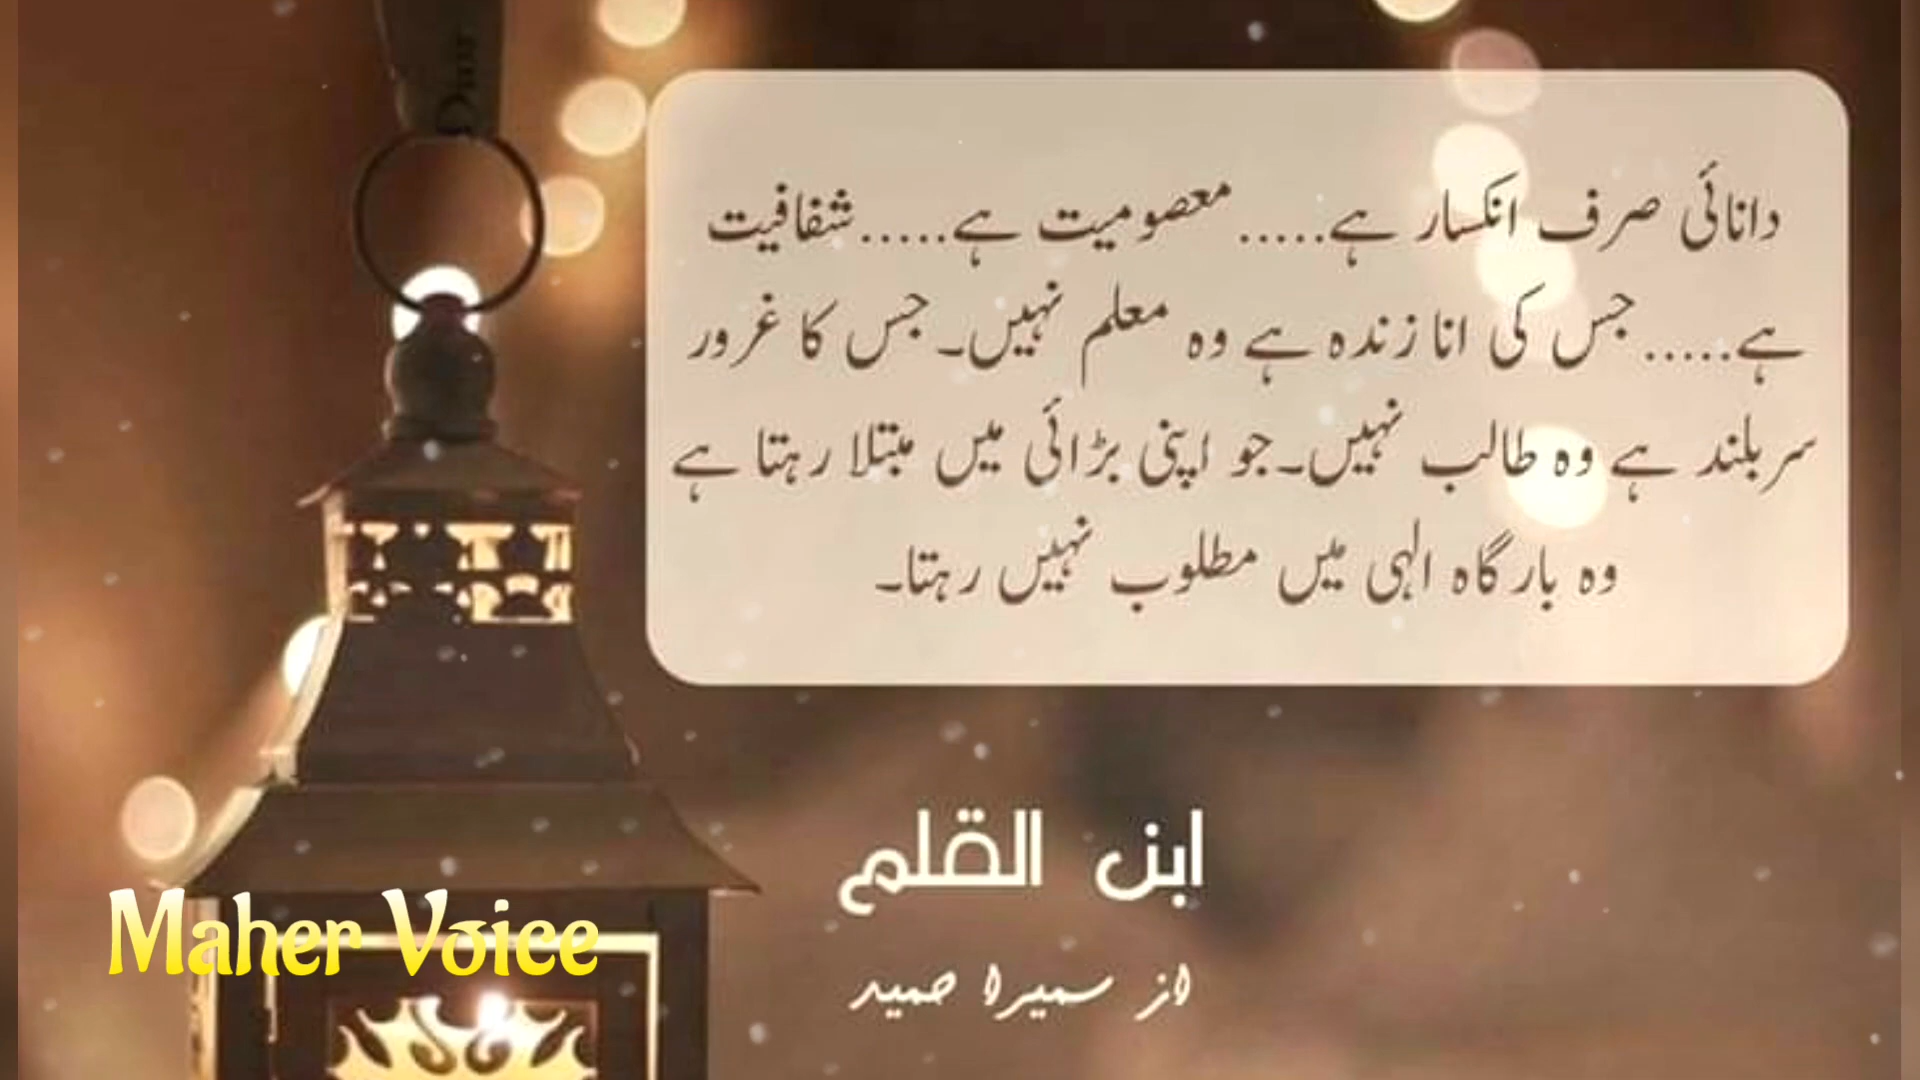 دانائی صرف انکسار ہے.....معصومیت ہے.....شفافیت
ہے.....جس کی انا زندہ ہے وہ معلم نہیں۔جس کا غرور
سربلند ہے وہ طالب نہیں۔جو اپنی بڑائی میں مبتلا رہتا ہے
وہ بارگاہ الہی میں مطلوب نہیں رہتا۔
ابن القلم
از سمیرا حمید
Maher Voice